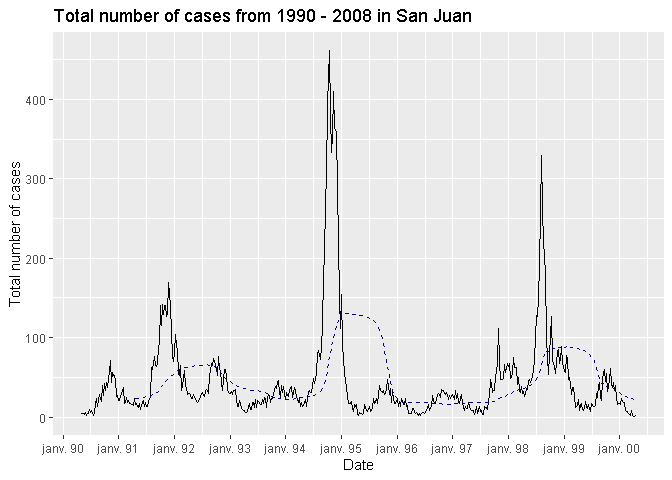 Total number of cases from 1990 - 2008 in San Juan
Total number of cases
400
300
200
100
0
janv. 90 janv. 91 janv. 92 janv. 93 janv. 94 janv. 95 janv. 96 janv. 97 janv. 98 janv. 99 janv. 00
Date